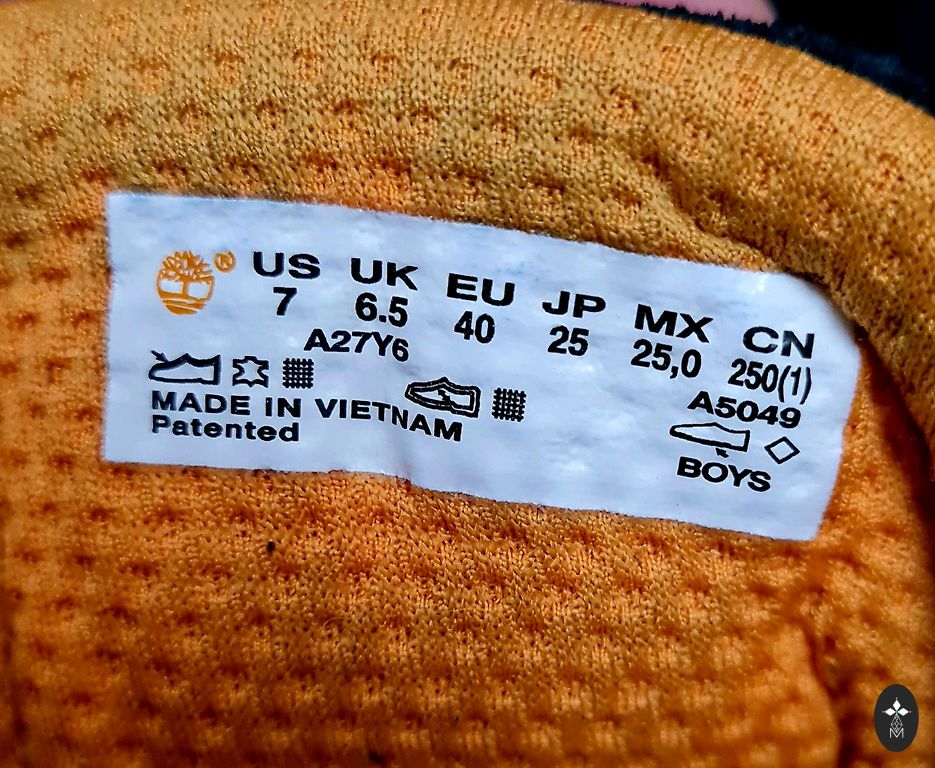 ® US UK EU JP MX CN
7 6.5 40 25 25,0 250(1)
A27Y6 A5049
MADE IN VIETNAM
Patented
BOYS
M